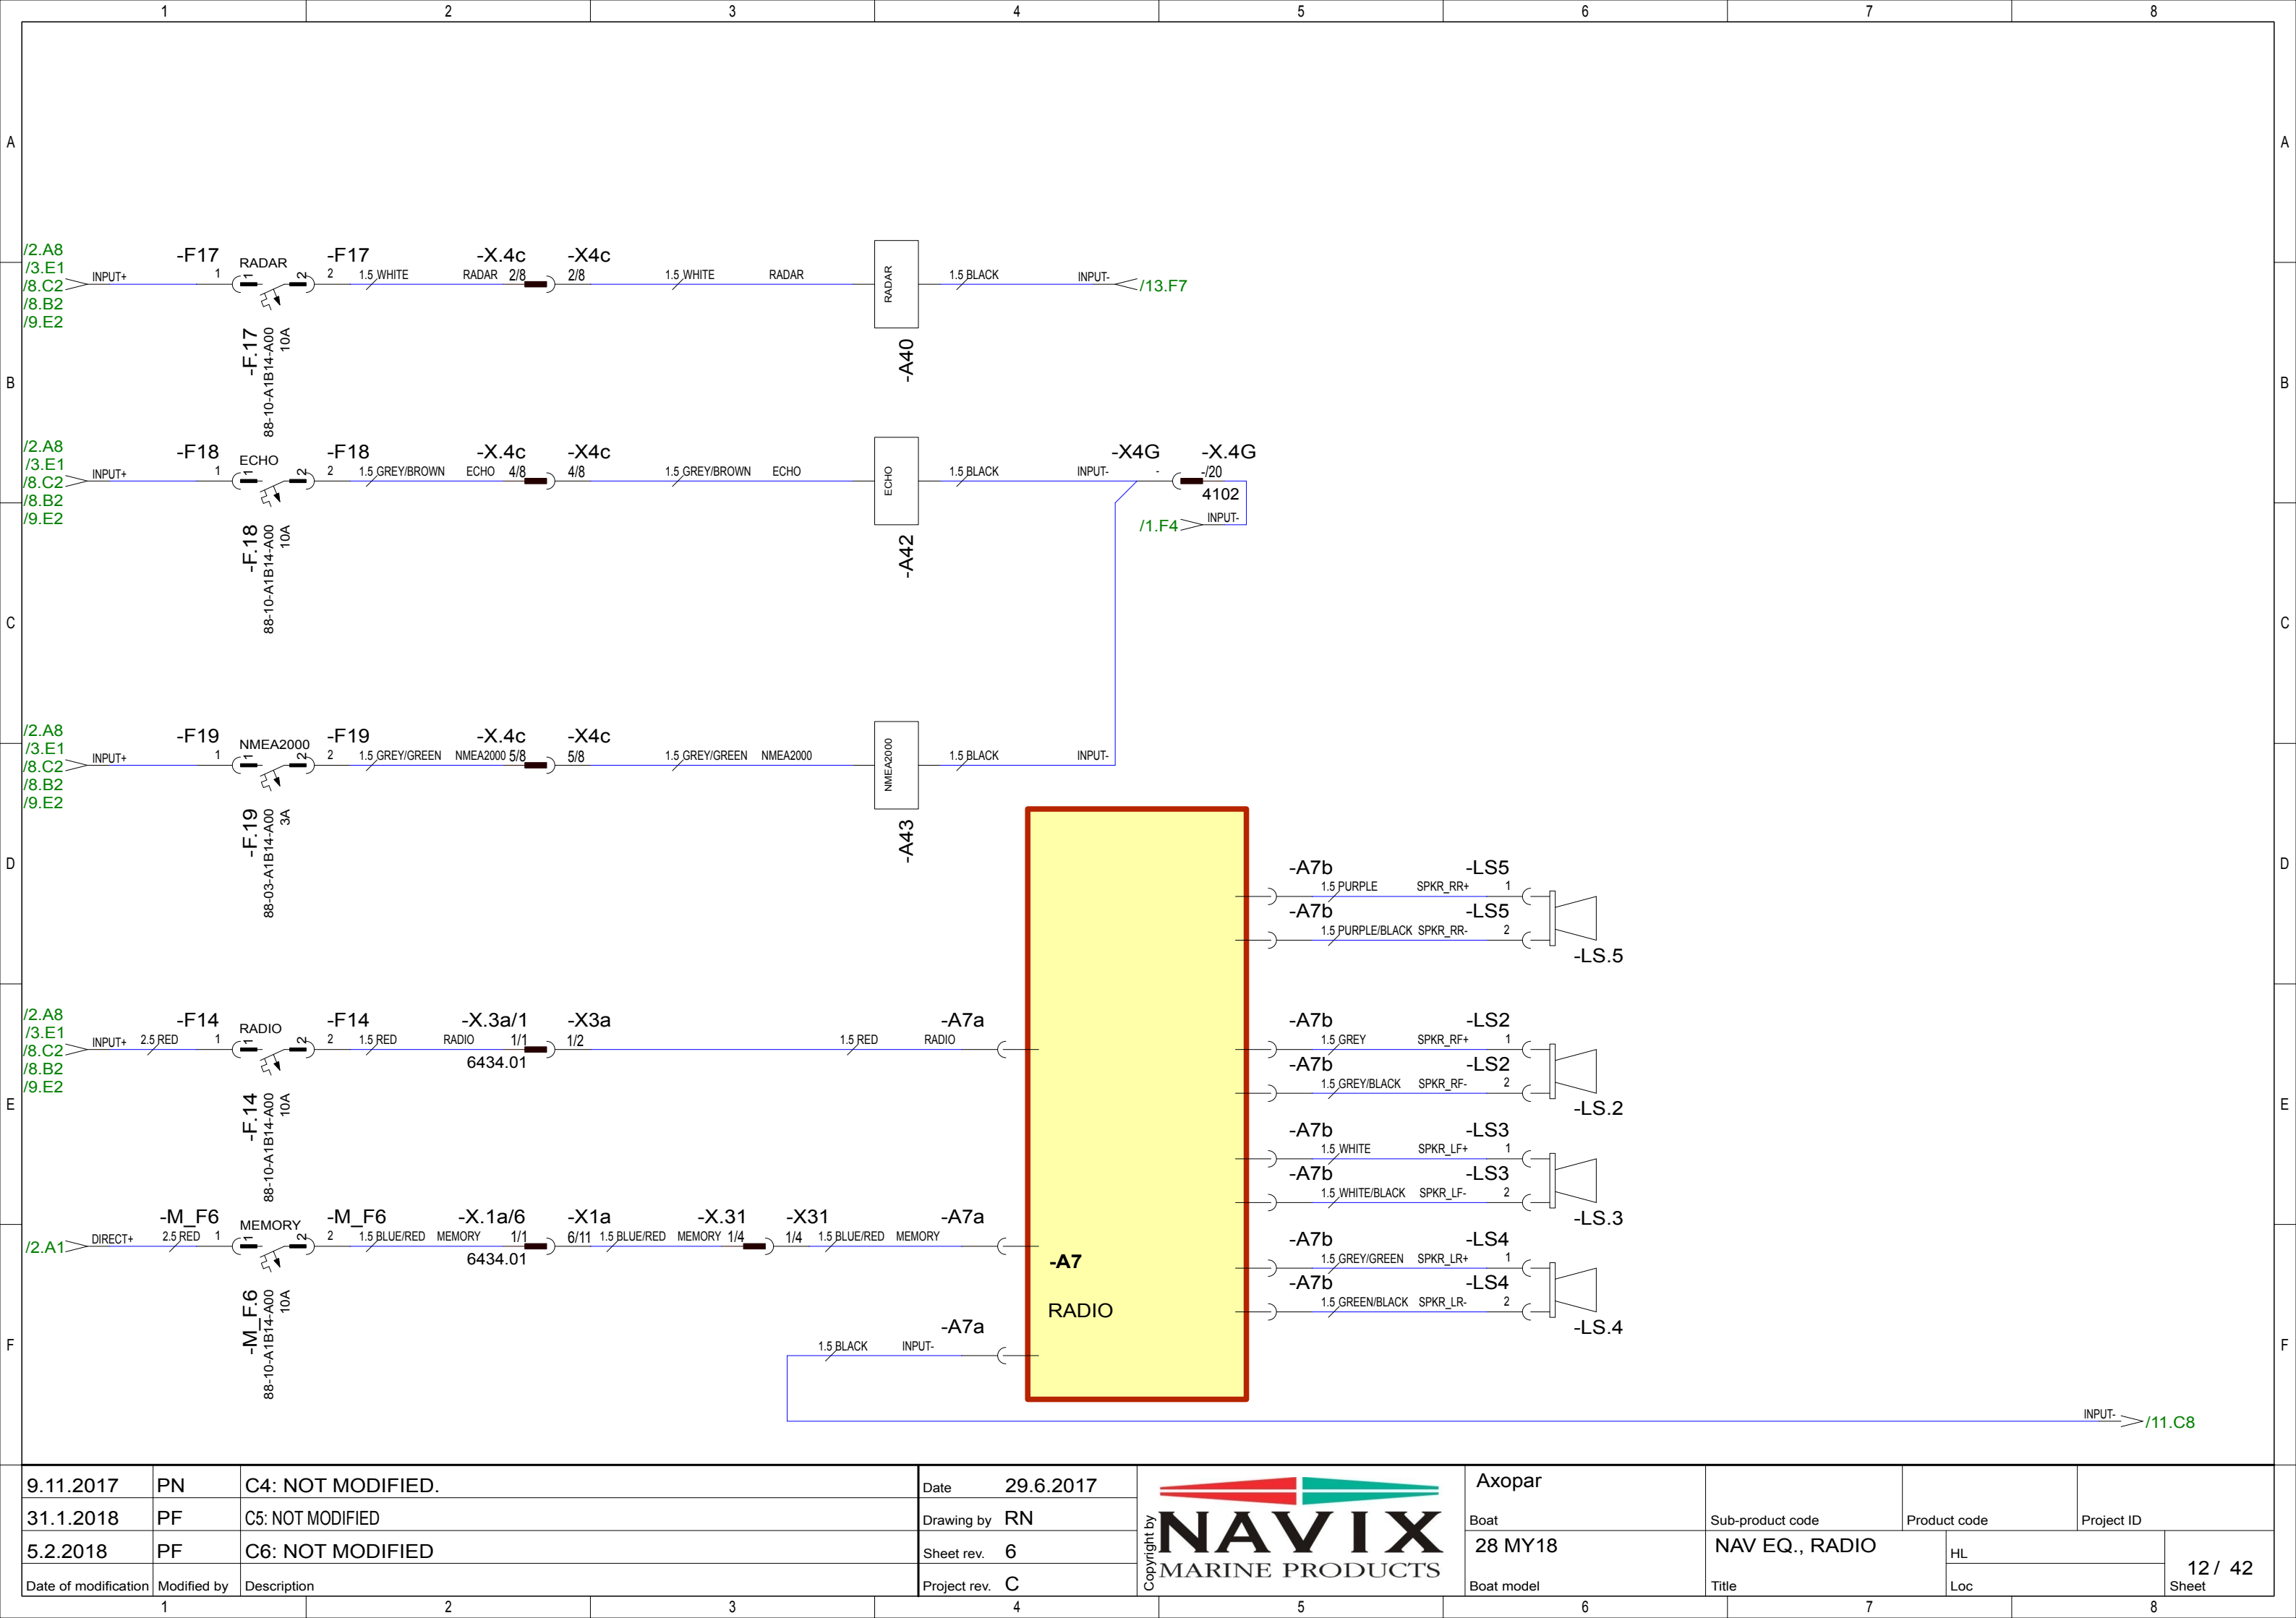 1 2 3 4 5 6 7 8
A A
/2.A8
/3.E1
/8.C2
/8.B2
/9.E2
INPUT+
-F17
1
RADAR
1 2
-F17
2 1.5 WHITE RADAR
-X.4c
2/8
-X4c
2/8
1.5 WHITE RADAR
RADAR
-A40
1.5 BLACK INPUT-
/13.F7
-F.17
88-10-A1B14-A00
10A
B B
/2.A8
/3.E1
/8.C2
/8.B2
/9.E2
INPUT+
-F18
1
ECHO
1 2
-F18
2 1.5 GREY/BROWN ECHO
-X.4c
4/8
-X4c
4/8
1.5 GREY/BROWN ECHO
ECHO
-A42
1.5 BLACK INPUT-
-X4G
-
-X.4G
-/20
4102
/1.F4 INPUT-
-F.18
88-10-A1B14-A00
10A
C C
/2.A8
/3.E1
/8.C2
/8.B2
/9.E2
INPUT+
-F19
1
NMEA2000
1 2
-F19
2 1.5 GREY/GREEN NMEA2000
-X.4c
5/8
-X4c
5/8
1.5 GREY/GREEN NMEA2000
NMEA2000
-A43
1.5 BLACK INPUT-
-F.19
88-03-A1B14-A00
3A
D D
-A7b -LS5
1.5 PURPLE SPKR_RR+ 1
-A7b -LS5
1.5 PURPLE/BLACK SPKR_RR- 2
-LS.5
/2.A8
/3.E1
/8.C2
/8.B2
/9.E2
INPUT+ 2.5 RED
-F14
1
RADIO
1 2
-F14
2 1.5 RED RADIO
-X.3a/1
1/1
6434.01
-X3a
1/2
1.5 RED RADIO
-A7a
-F.14
88-10-A1B14-A00
10A
-A7b -LS2
1.5 GREY SPKR_RF+ 1
-A7b -LS2
1.5 GREY/BLACK SPKR_RF- 2
-LS.2
E E
-A7b -LS3
1.5 WHITE SPKR_LF+ 1
-A7b -LS3
1.5 WHITE/BLACK SPKR_LF- 2
-LS.3
/2.A1 DIRECT+ 2.5 RED
-M_F6
1
MEMORY
1 2
-M_F6
2 1.5 BLUE/RED MEMORY
-X.1a/6
1/1
6434.01
-X1a
6/11 1.5 BLUE/RED MEMORY
-X.31
1/4
-X31
1/4 1.5 BLUE/RED MEMORY
-A7a
-M_F.6
88-10-A1B14-A00
10A
-A7
RADIO
-A7b -LS4
1.5 GREY/GREEN SPKR_LR+ 1
-A7b -LS4
1.5 GREEN/BLACK SPKR_LR- 2
-LS.4
-A7a
1.5 BLACK INPUT-
F F
INPUT- /11.C8
9.11.2017 PN C4: NOT MODIFIED.
31.1.2018 PF C5: NOT MODIFIED
5.2.2018 PF C6: NOT MODIFIED
Date of modification Modified by Description
Date 29.6.2017
Drawing by RN
Sheet rev. 6
Project rev. C
Copyright by
NAVIX
MARINE PRODUCTS
Axopar
Boat
28 MY18
Boat model
Sub-product code
Product code
Project ID
NAV EQ., RADIO
Title
HL
Loc
12 / 42
Sheet
1 2 3 4 5 6 7 8